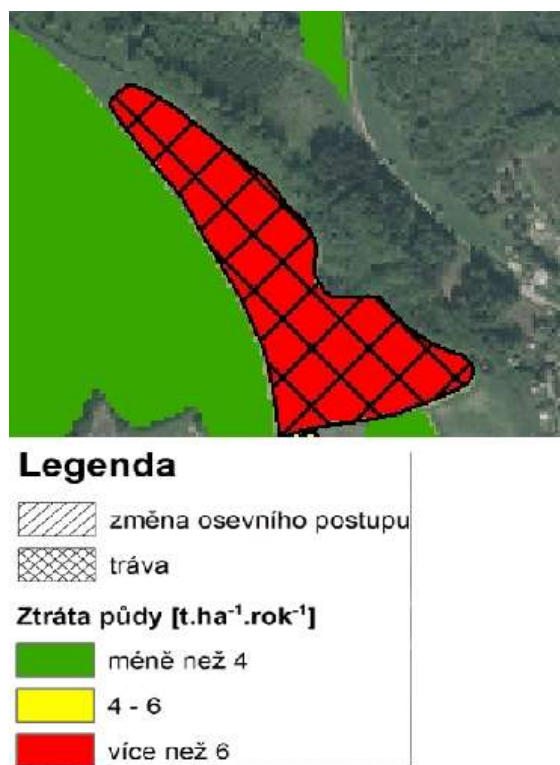 Legenda
změna osevního postupu
tráva
Ztráta půdy [t.ha⁻¹.rok⁻¹]
méně než 4
4 - 6
více než 6